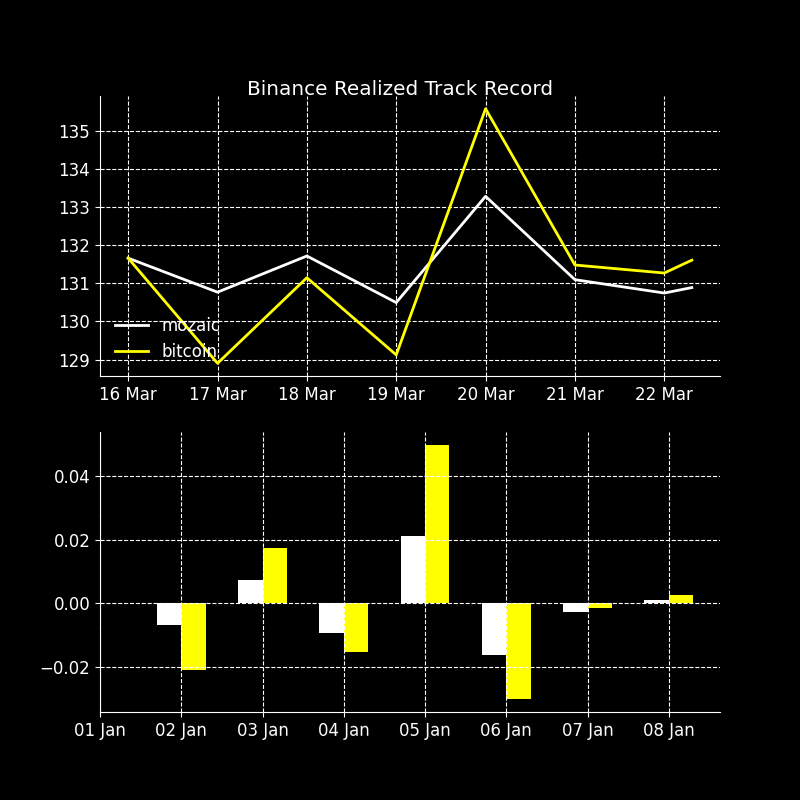 Binance Realized Track Record
135
134
133
132
131
130
129
mozaic
bitcoin
16 Mar 17 Mar 18 Mar 19 Mar 20 Mar 21 Mar 22 Mar
0.04
0.02
0.00
−0.02
01 Jan 02 Jan 03 Jan 04 Jan 05 Jan 06 Jan 07 Jan 08 Jan